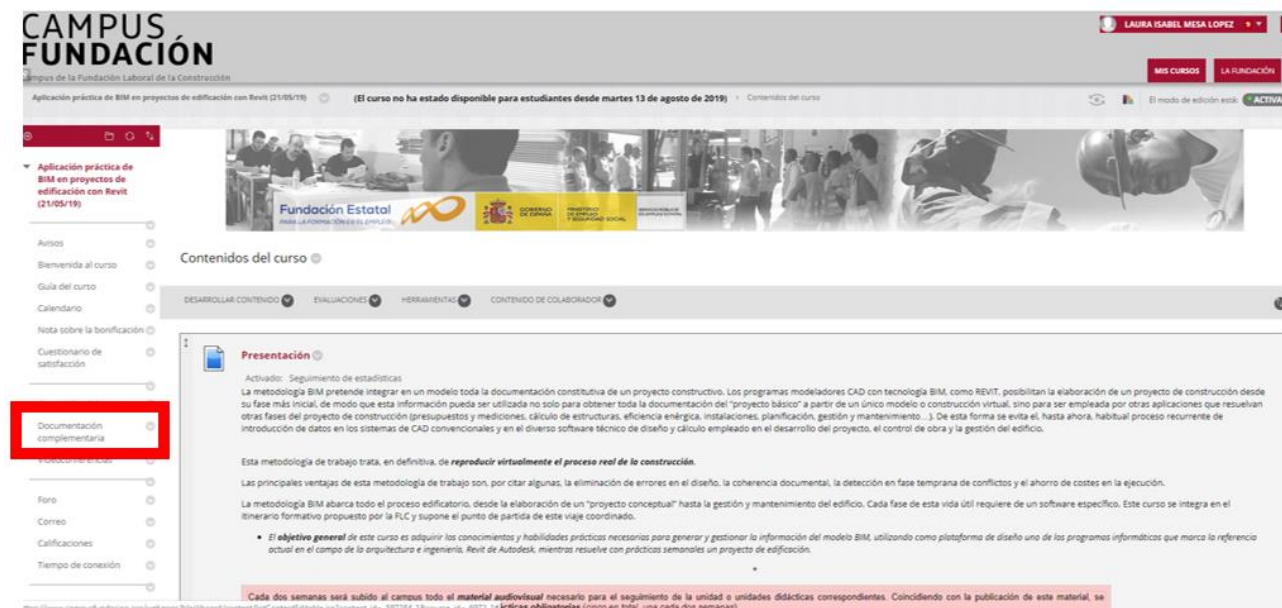 CAMPUS
FUNDACIÓN
Campus de la Fundación Laboral de la Construcción
LAURA ISABEL MESA LOPEZ 9
MIS CURSOS LA FUNDACIÓN
Aplicación práctica de BIM en proyectos de edificación con Revit (21/05/19) (El curso no ha estado disponible para estudiantes desde martes 13 de agosto de 2019) Contenidos del curso El modo de edición está: ACTIVA
Aplicación práctica de
BIM en proyectos de
edificación con Revit
(21/05/19)
Avisos
Bienvenida al curso
Guía del curso
Calendario
Nota sobre la bonificación
Cuestionario de
satisfacción
Documentación
complementaria
Videoconferencias
Foro
Correo
Calificaciones
Tiempo de conexión
Fundación Estatal
PARA LA FORMACIÓN EN EL EMPLEO
GOBIERNO
DE ESPAÑA
MINISTERIO
DE EMPLEO
Y SEGURIDAD SOCIAL
SERVICIO PÚBLICO
DE EMPLEO ESTATAL
Contenidos del curso
DESARROLLAR CONTENIDO EVALUACIONES HERRAMIENTAS CONTENIDO DE COLABORADOR
Presentación
Activado: Seguimiento de estadísticas
La metodología BIM pretende integrar en un modelo toda la documentación constitutiva de un proyecto constructivo. Los programas modeladores CAD con tecnología BIM, como REVIT, posibilitan la elaboración de un proyecto de construcción desde
su fase más inicial, de modo que esta información pueda ser utilizada no solo para obtener toda la documentación del "proyecto básico" a partir de un único modelo o construcción virtual, sino para ser empleada por otras aplicaciones que resuelvan
otras fases del proyecto de construcción (presupuestos y mediciones, cálculo de estructuras, eficiencia enérgica, instalaciones, planificación, gestión y mantenimiento...). De esta forma se evita el, hasta ahora, habitual proceso recurrente de
introducción de datos en los sistemas de CAD convencionales y en el diverso software técnico de diseño y cálculo empleado en el desarrollo del proyecto, el control de obra y la gestión del edificio.
Esta metodología de trabajo trata, en definitiva, de reproducir virtualmente el proceso real de la construcción.
Las principales ventajas de esta metodología de trabajo son, por citar algunas, la eliminación de errores en el diseño, la coherencia documental, la detección en fase temprana de conflictos y el ahorro de costes en la ejecución.
La metodología BIM abarca todo el proceso edificatorio, desde la elaboración de un "proyecto conceptual" hasta la gestión y mantenimiento del edificio. Cada fase de esta vida útil requiere de un software específico. Este curso se integra en el
itinerario formativo propuesto por la FLC y supone el punto de partida de este viaje coordinado.
• El objetivo general de este curso es adquirir los conocimientos y habilidades prácticas necesarias para generar y gestionar la información del modelo BIM, utilizando como plataforma de diseño uno de los programas informáticos que marca la referencia
actual en el campo de la arquitectura e ingeniería, Revit de Autodesk, mientras resuelve con prácticas semanales un proyecto de edificación.
Cada dos semanas será subido al campus todo el material audiovisual necesario para el seguimiento de la unidad o unidades didácticas correspondientes. Coincidiendo con la publicación de este material, se
prácticas obligatorias (cinco en total, una cada dos semanas)